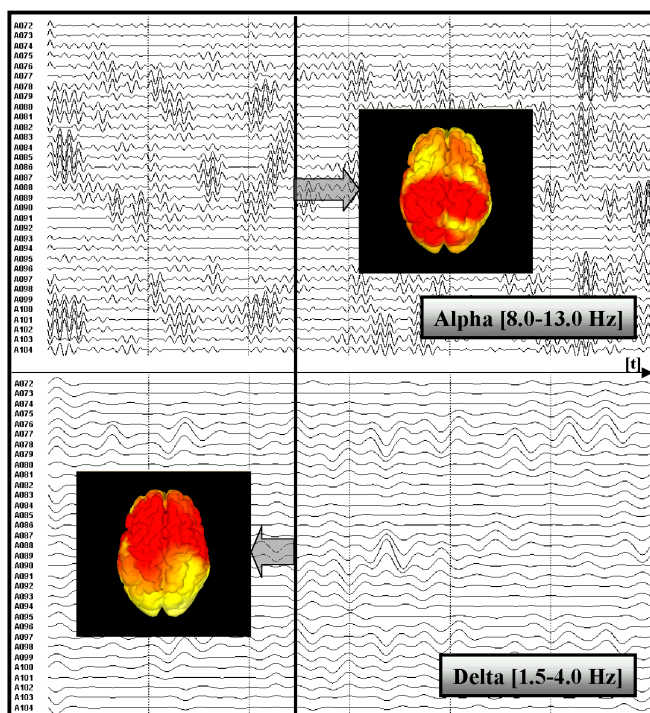 A072
A073
A074
A075
A076
A077
A078
A079
A080
A081
A082
A083
A084
A085
A086
A087
A088
A089
A090
A091
A092
A093
A094
A095
A096
A097
A098
A099
A100
A101
A102
A103
A104
Alpha [8.0-13.0 Hz]
[t]
A072
A073
A074
A075
A076
A077
A078
A079
A080
A081
A082
A083
A084
A085
A086
A087
A088
A089
A090
A091
A092
A093
A094
A095
A096
A097
A098
A099
A100
A101
A102
A103
A104
Delta [1.5-4.0 Hz]